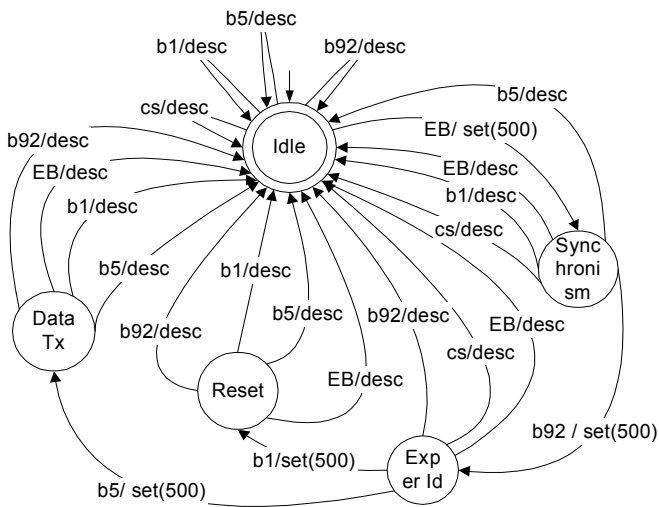 b5/desc
b1/desc
b92/desc
cs/desc
b5/desc
Idle
EB/ set(500)
b92/desc
EB/desc
EB/desc
b1/desc
b1/desc
cs/desc
Sync
hroni
sm
b5/desc
b1/desc
Data
Tx
b92/desc
b5/desc
b92/desc
EB/desc
cs/desc
EB/desc
Reset
b92 / set(500)
b1/set(500)
Exp
er Id
b5/ set(500)